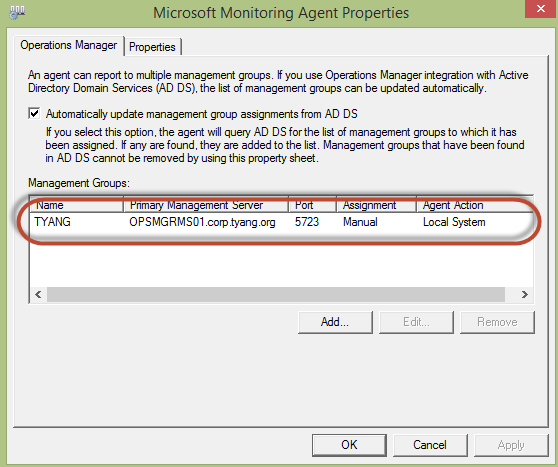 Microsoft Monitoring Agent Properties
Operations Manager Properties
An agent can report to multiple management groups. If you use Operations Manager integration with Active
Directory Domain Services (AD DS), the list of management groups can be updated automatically.
Automatically update management group assignments from AD DS
If you select this option, the agent will query AD DS for the list of management groups to which it has
been assigned. If any are found, they are added to the list. Management groups that have been found
in AD DS cannot be removed by using this property sheet.
Management Groups:
Name Primary Management Server Port Assignment Agent Action
TYANG OPSMGRMS01.corp.tyang.org 5723 Manual Local System
Add... Edit... Remove
OK Cancel Apply